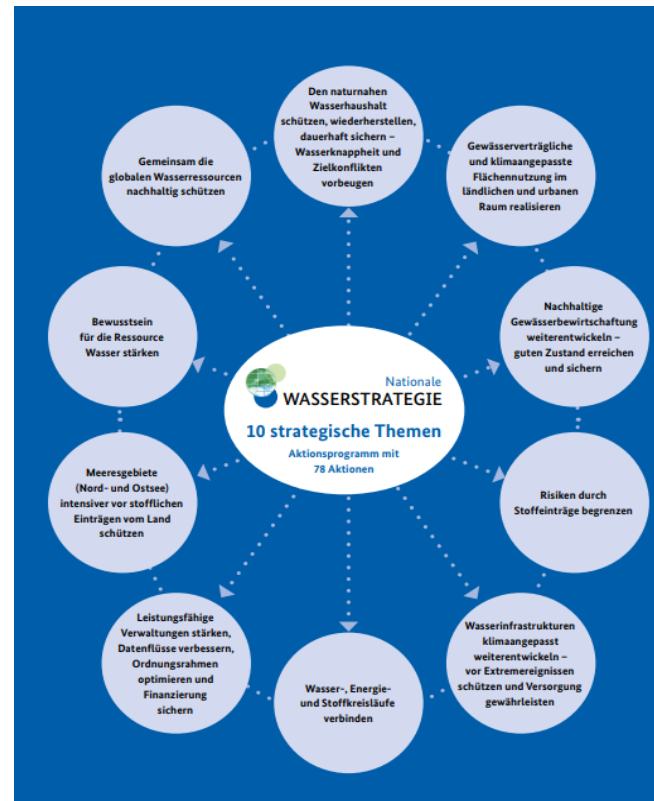 Den naturnahen
Wasserhaushalt
schützen, wiederherstellen,
dauerhaft sichern –
Wasserknappheit und
Zielkonflikten
vorbeugen
Gewässerverträgliche
und klimaangepasste
Flächennutzung im
ländlichen und urbanen
Raum realisieren
Nachhaltige
Gewässerbewirtschaftung
weiterentwickeln –
guten Zustand erreichen
und sichern
Risiken durch
Stoffeinträge begrenzen
Wasserinfrastrukturen
klimaangepasst
weiterentwickeln –
vor Extremereignissen
schützen und Versorgung
gewährleisten
Wasser-, Energie-
und Stoffkreisläufe
verbinden
Leistungsfähige
Verwaltungen stärken,
Datenflüsse verbessern,
Ordnungsrahmen
optimieren und
Finanzierung
sichern
Meeresgebiete
(Nord- und Ostsee)
intensiver vor stofflichen
Einträgen vom Land
schützen
Bewusstsein
für die Ressource
Wasser stärken
Gemeinsam die
globalen Wasserressourcen
nachhaltig schützen
Nationale
WASSERSTRATEGIE
10 strategische Themen
Aktionsprogramm mit
78 Aktionen